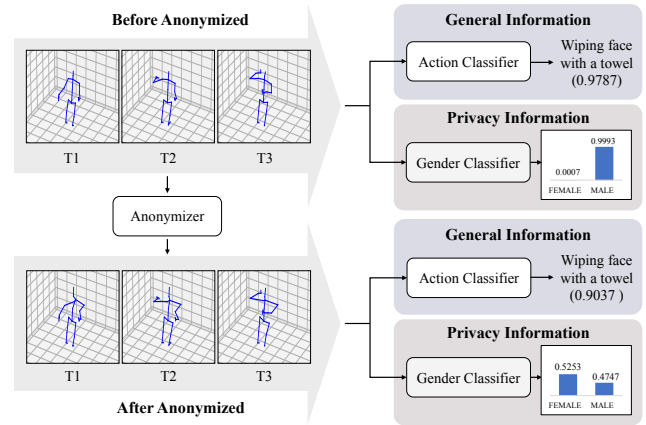 Before Anonymized
T1
T2
T3
General Information
Action Classifier
Wiping face
with a towel
(0.9787)
Privacy Information
Gender Classifier
0.9993
0.0007
FEMALE MALE
Anonymizer
T1
T2
T3
After Anonymized
General Information
Action Classifier
Wiping face
with a towel
(0.9037 )
Privacy Information
Gender Classifier
0.5253
0.4747
FEMALE MALE